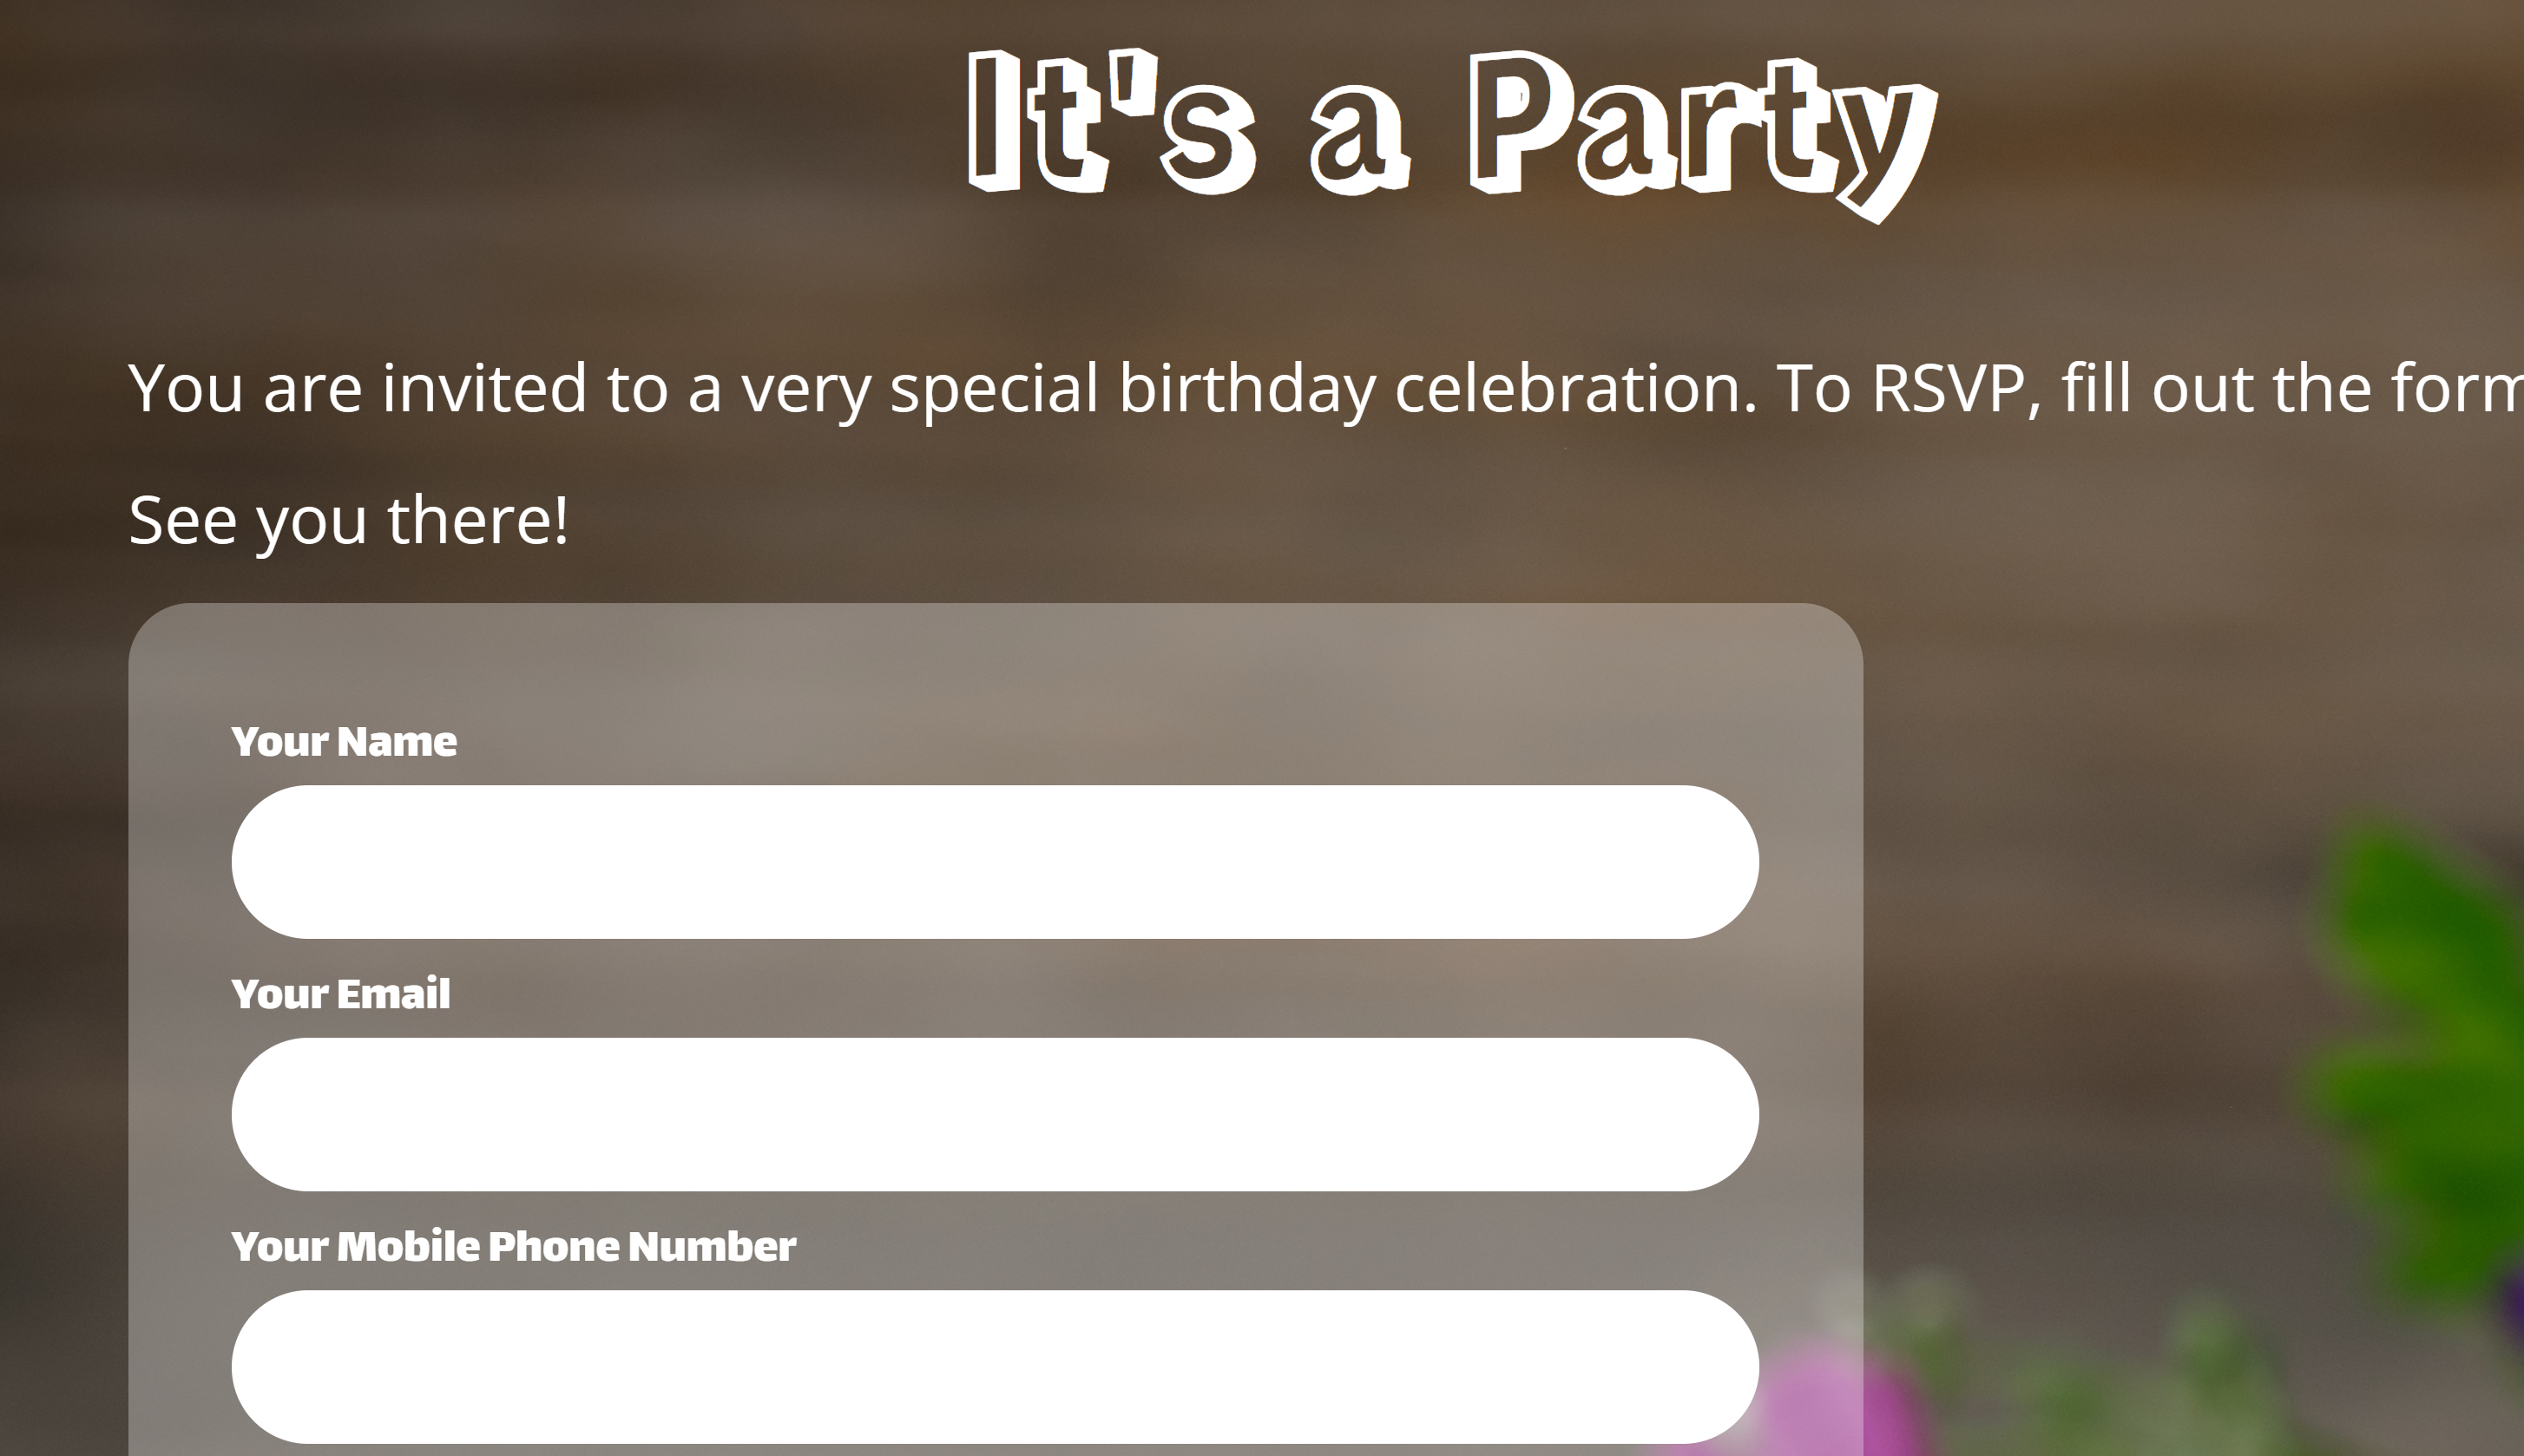 It's a Party
You are invited to a very special birthday celebration. To RSVP, fill out the form
See you there!
Your Name
Your Email
Your Mobile Phone Number